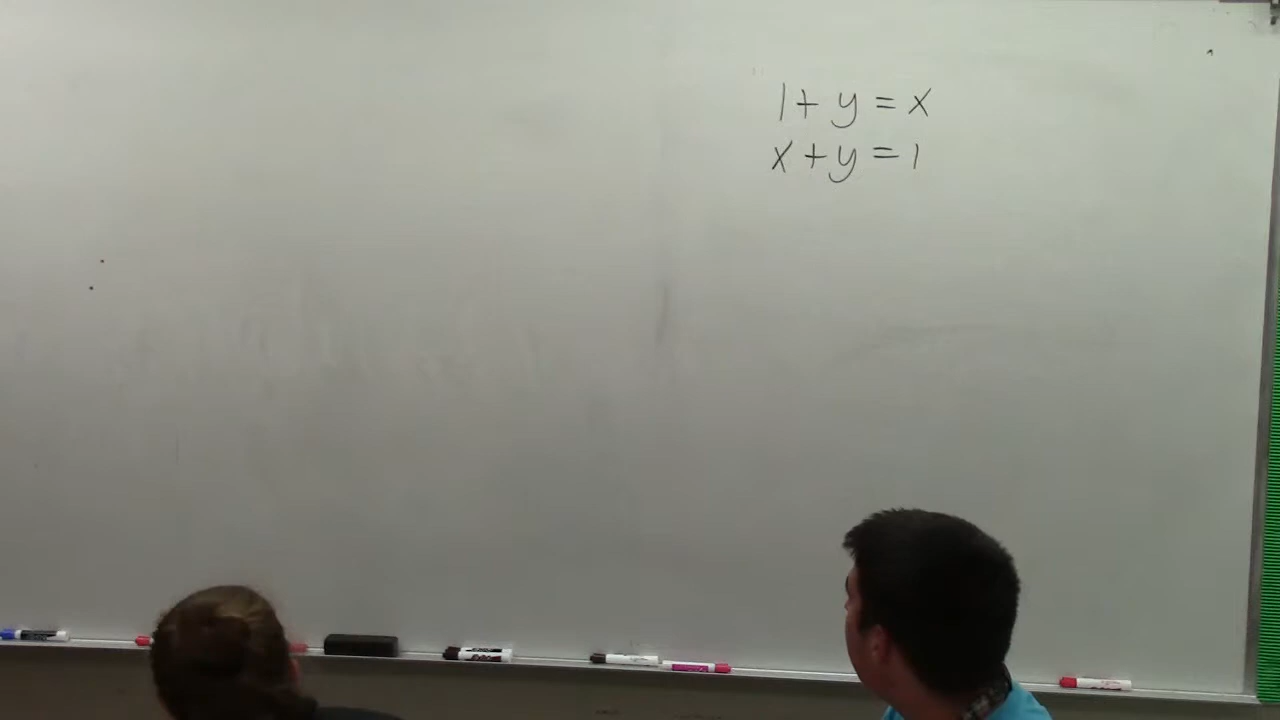 1 + y = x
x + y = 1